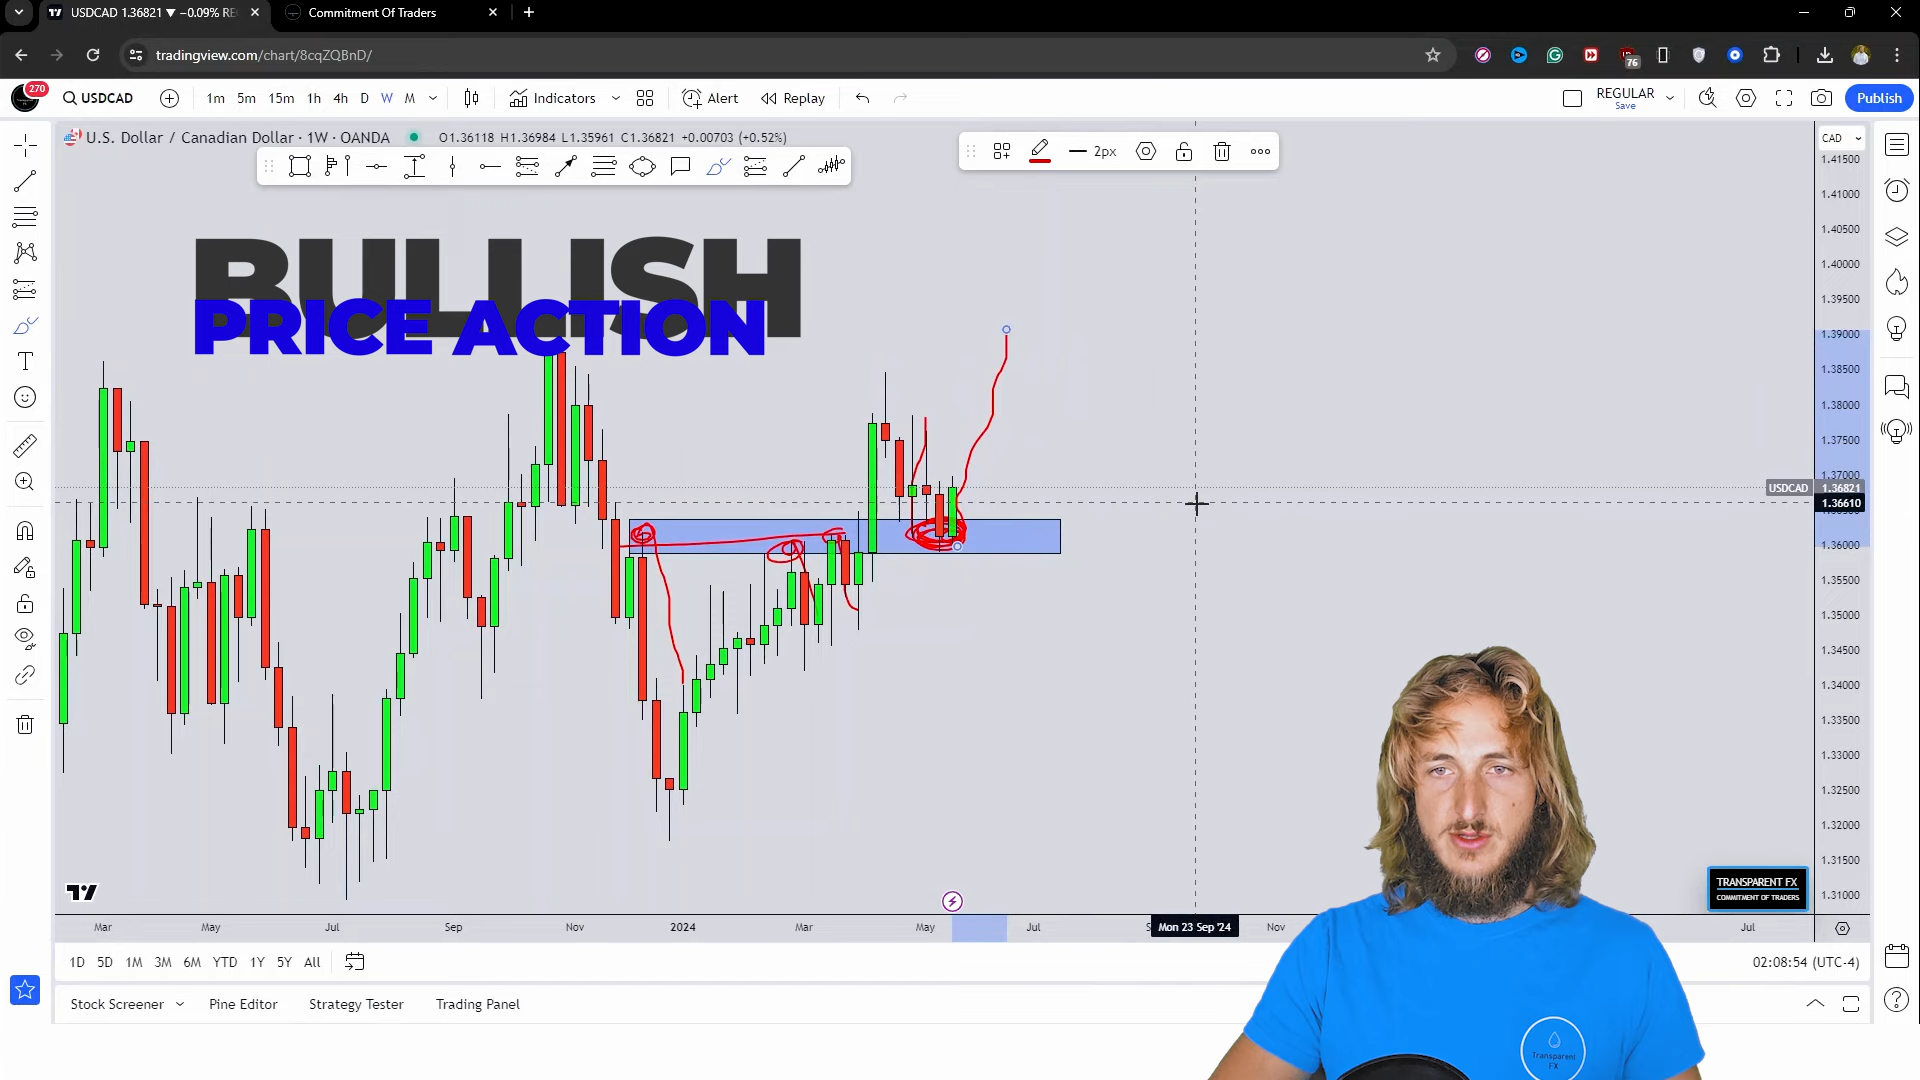 USDCAD 1.36821 ▼ −0.09% RE
Commitment Of Traders
tradingview.com/chart/8cqZQBnD/
76
270
USDCAD
1m 5m 15m 1h 4h D W M
Indicators
Alert
Replay
REGULAR
Save
Publish
U.S. Dollar / Canadian Dollar · 1W · OANDA
O1.36118 H1.36984 L1.35961 C1.36821 +0.00703 (+0.52%)
2px
CAD
BULLISH
PRICE ACTION
1.41500
1.41000
1.40500
1.40000
1.39500
1.39000
1.38500
1.38000
1.37500
1.37000
USDCAD 1.36821
1.36610
1.36000
1.35500
1.35000
1.34500
1.34000
1.33500
1.33000
1.32500
1.32000
1.31500
1.31000
TRANSPARENT FX
COMMITMENT OF TRADERS
Mar May Jul Sep Nov 2024 Mar May Jul Mon 23 Sep '24 Nov Jul
1D 5D 1M 3M 6M YTD 1Y 5Y All
02:08:54 (UTC-4)
Stock Screener Pine Editor Strategy Tester Trading Panel
Transparent
FX